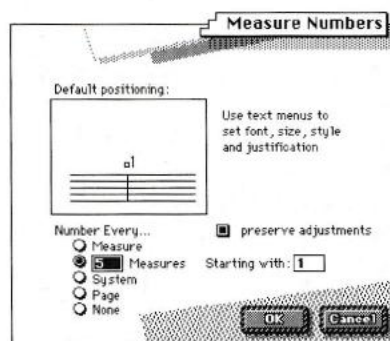 Measure Numbers
Default positioning:
1
Use text menus to
set font, size, style
and justification
Number Every...
preserve adjustments
Measure
5 Measures Starting with: 1
System
Page
None
OK Cancel